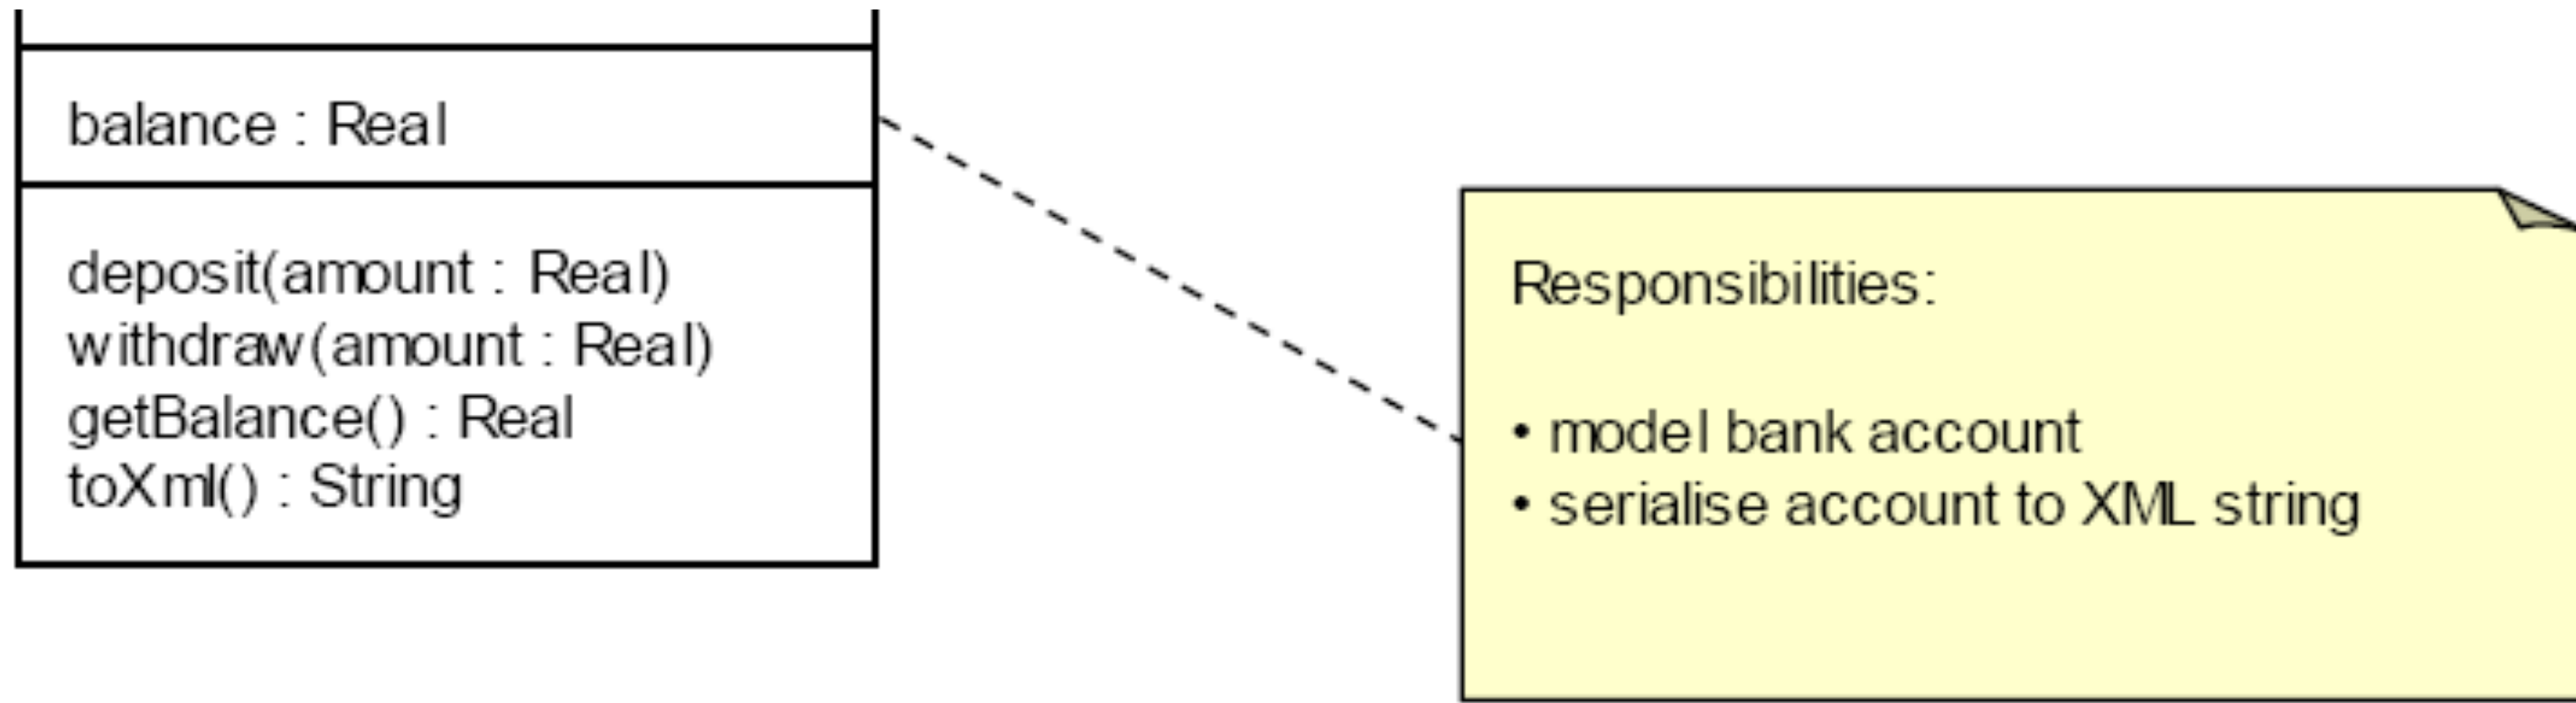 balance : Real
deposit(amount : Real)
withdraw(amount : Real)
getBalance() : Real
toXml() : String
Responsibilities:
• model bank account
• serialise account to XML string